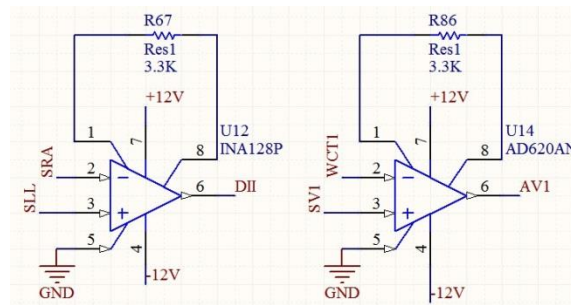 R67
Res1
3.3K
+12V
U12
INA128P
1
7
8
SRA
2
6
DII
SLL
3
5
4
GND
-12V
R86
Res1
3.3K
+12V
U14
AD620AN
1
7
8
WCT1
2
6
AV1
SV1
3
5
4
GND
-12V